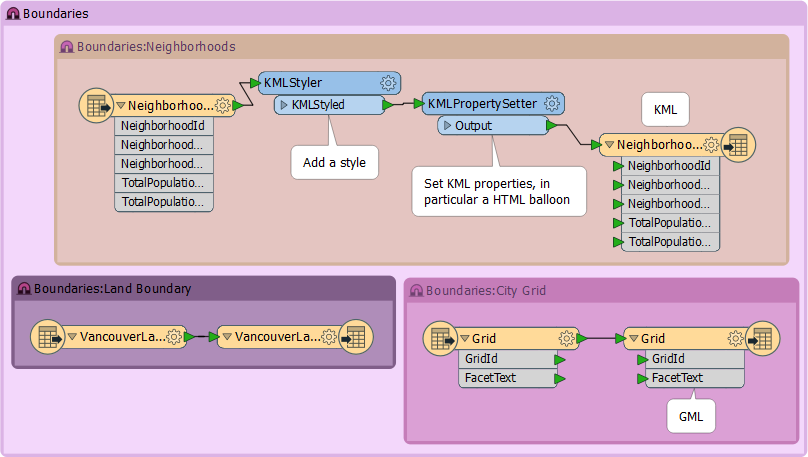 Boundaries
Boundaries:Neighborhoods
KMLStyler
KMLStyled
Add a style
KMLPropertySetter
Output
Set KML properties, in
particular a HTML balloon
KML
Neighborhoo...
NeighborhoodId
Neighborhood...
Neighborhood...
TotalPopulatio...
TotalPopulatio...
Neighborhoo...
NeighborhoodId
Neighborhood...
Neighborhood...
TotalPopulatio...
TotalPopulatio...
Boundaries:Land Boundary
VancouverLa...
VancouverLa...
Boundaries:City Grid
Grid
GridId
FacetText
Grid
GridId
FacetText
GML